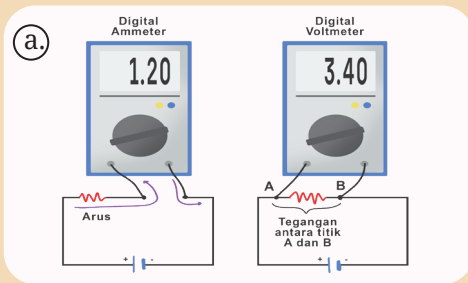 a.
Digital
Ammeter
1.20
Arus
+ -
Digital
Voltmeter
3.40
A B
Tegangan
antara titik
A dan B
+ -